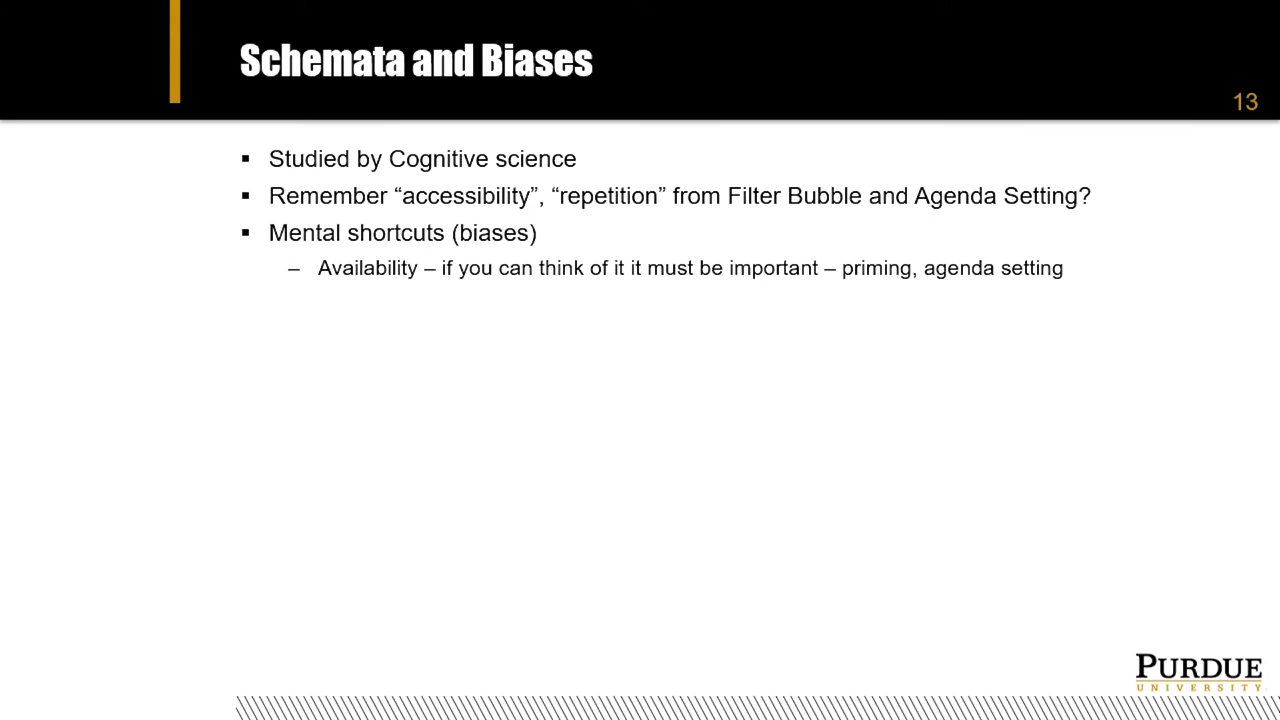 Schemata and Biases
13
▪ Studied by Cognitive science
▪ Remember “accessibility”, “repetition” from Filter Bubble and Agenda Setting?
▪ Mental shortcuts (biases)
– Availability – if you can think of it it must be important – priming, agenda setting
PURDUE
UNIVERSITY